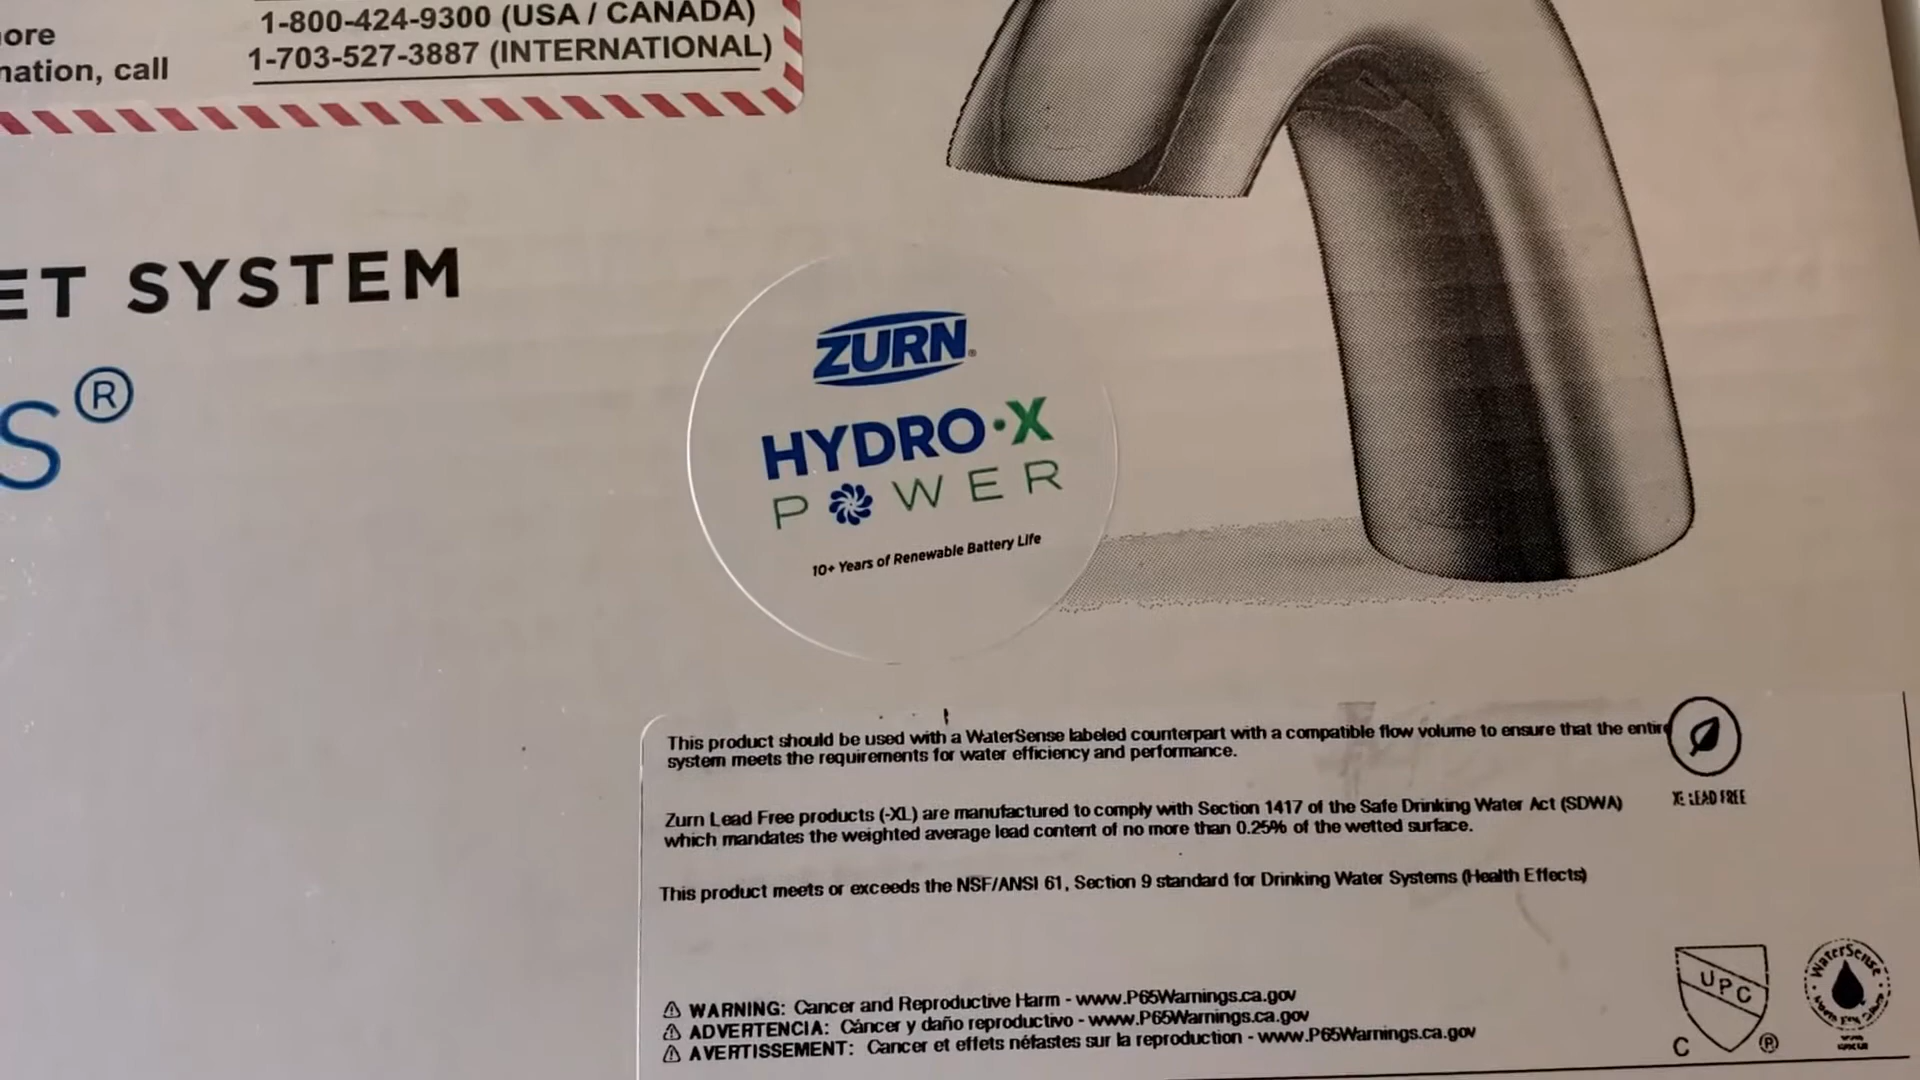 1-800-424-9300 (USA / CANADA)
1-703-527-3887 (INTERNATIONAL)
ore
nation, call
ET SYSTEM
S®
ZURN®
HYDRO·X
POWER
10+ Years of Renewable Battery Life
This product should be used with a WaterSense labeled counterpart with a compatible flow volume to ensure that the entire
system meets the requirements for water efficiency and performance.
LEAD FREE
Zurn Lead Free products (-XL) are manufactured to comply with Section 1417 of the Safe Drinking Water Act (SDWA)
which mandates the weighted average lead content of no more than 0.25% of the wetted surface.
This product meets or exceeds the NSF/ANSI 61, Section 9 standard for Drinking Water Systems (Health Effects)
⚠ WARNING: Cancer and Reproductive Harm - www.P65Warnings.ca.gov
⚠ ADVERTENCIA: Cáncer y daño reproductivo - www.P65Warnings.ca.gov
⚠ AVERTISSEMENT: Cancer et effets néfastes sur la reproduction - www.P65Warnings.ca.gov
UPC
C ®
WaterSense